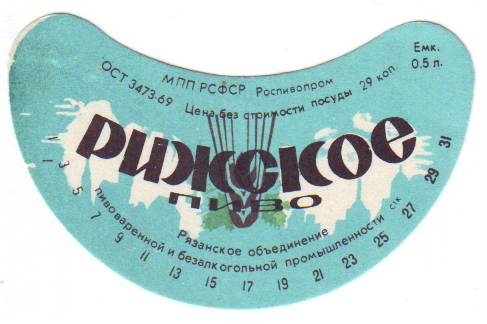 МПП РСФСР Роспивопром
ОСТ 3473-69 Цена без стоимости посуды 29 коп.
Емк.
0,5 л.
РИЖСКОЕ
ПИВО
Рязанское объединение
пивоваренной и безалкогольной промышленности
1 3 5 7 9 11 13 15 17 19 21 23 25 27 29 31